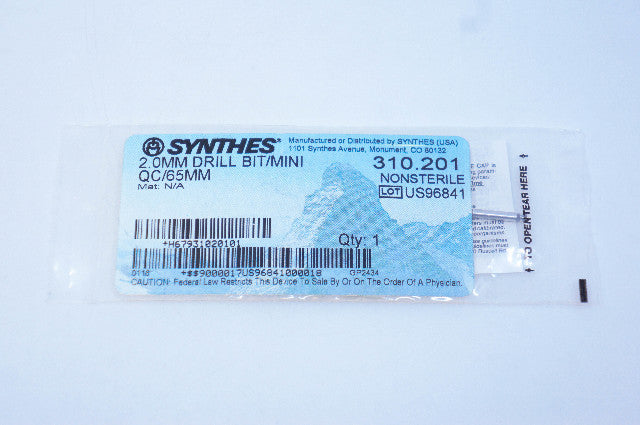 SYNTHES®
Manufactured or Distributed by SYNTHES (USA)
1101 Synthes Avenue, Monument, CO 80132
2.0MM DRILL BIT/MINI
QC/65MM
Mat: N/A
310.201
NONSTERILE
LOT US96841
+H67931020101
Qty: 1
+$$9000017US96841000018
GP2434
CAUTION: Federal Law Restricts This Device To Sale By Or On The Order Of A Physician.
TO OPEN TEAR HERE